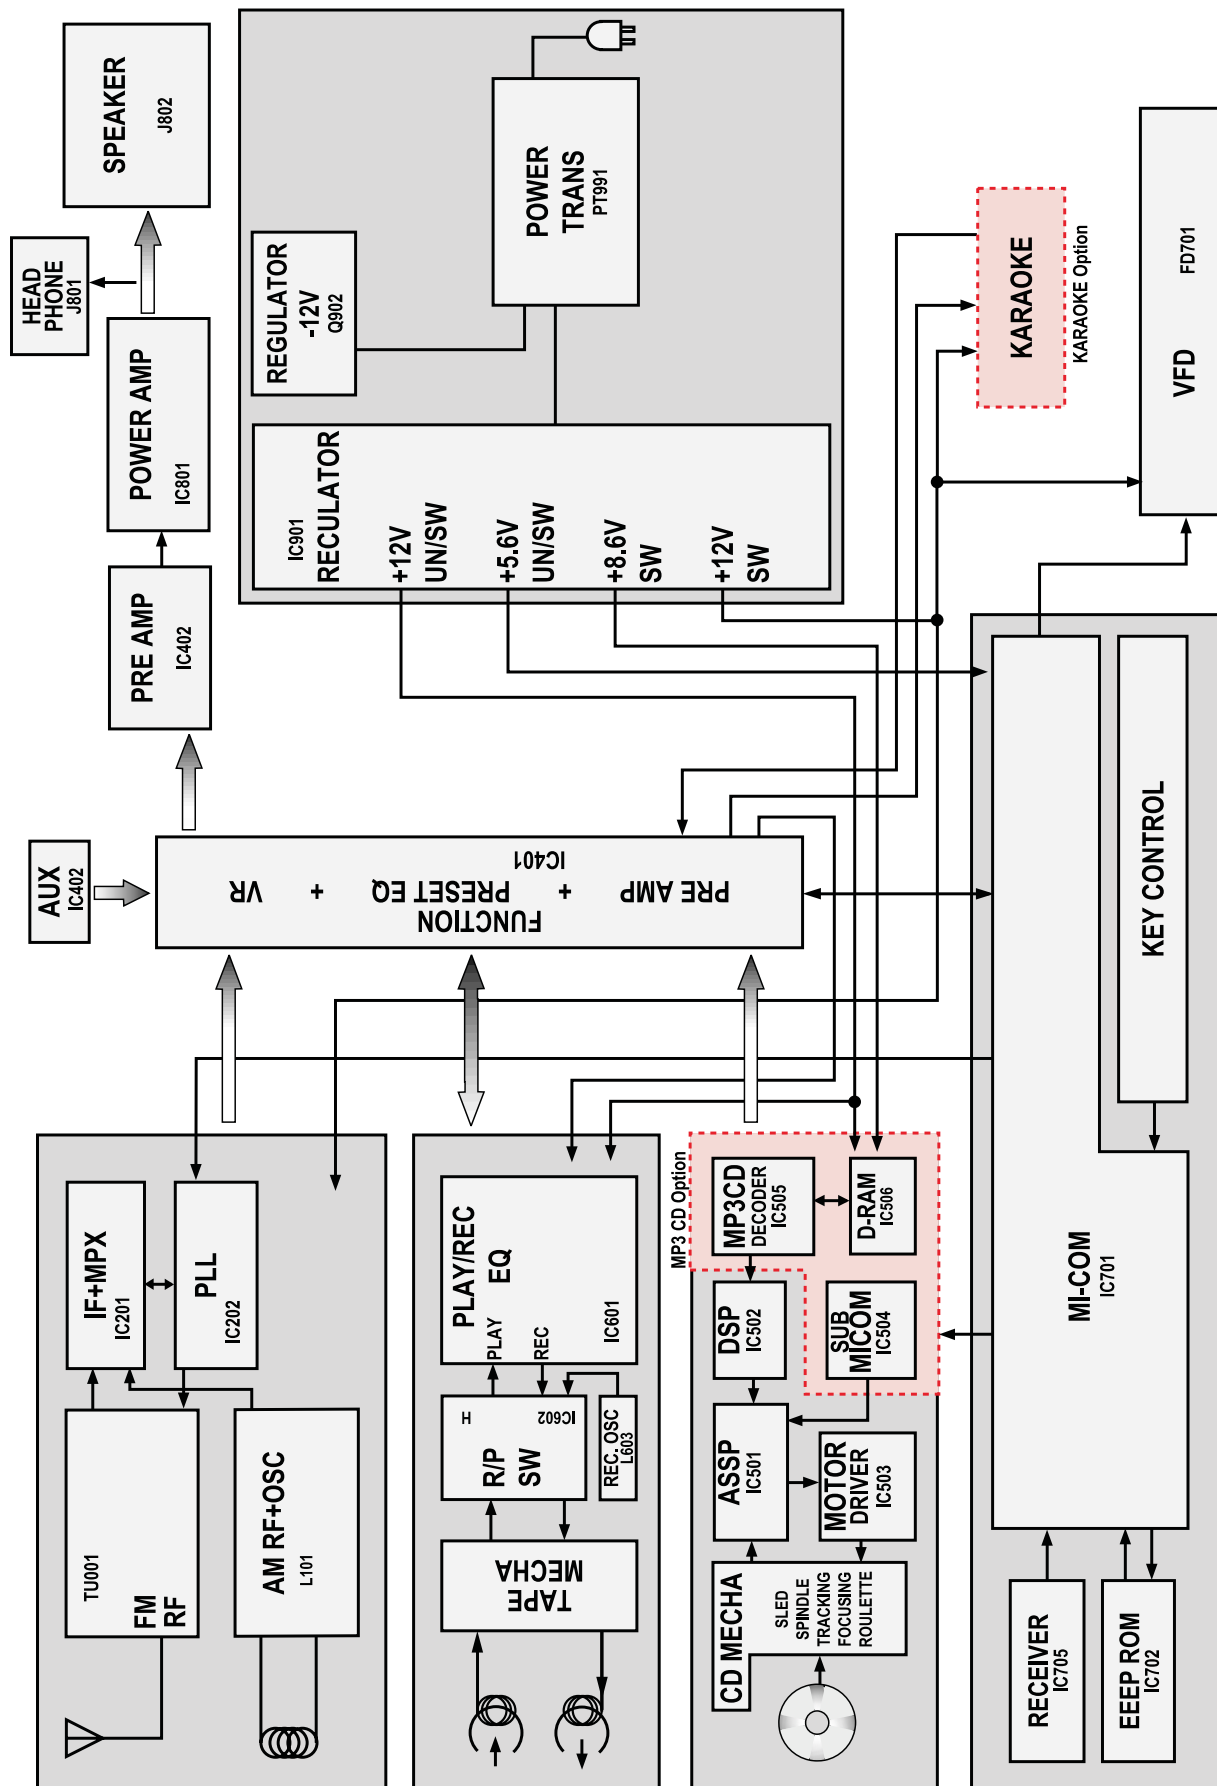 SPEAKER
J802
HEAD
PHONE
J801
POWER AMP
IC801
PRE AMP
IC402
AUX
IC402
POWER
TRANS
PT991
REGULATOR
-12V
Q902
IC901
RECULATOR
+12V
UN/SW
+5.6V
UN/SW
+8.6V
SW
+12V
SW
KARAOKE
KARAOKE Option
VFD
FD701
FUNCTION
VR + PRESET EQ + PRE AMP
IC401
IF+MPX
IC201
PLL
IC202
TU001
FM
RF
AM RF+OSC
L101
PLAY/REC
EQ
PLAY
REC
IC601
H
IC602
R/P
SW
REC. OSC
L603
TAPE
MECHA
MP3 CD Option
MP3CD
DECODER
IC505
D-RAM
IC506
DSP
IC502
SUB
MICOM
IC504
ASSP
IC501
MOTOR
DRIVER
IC503
CD MECHA
SLED
SPINDLE
TRACKING
FOCUSING
ROULETTE
MI-COM
IC701
KEY CONTROL
RECEIVER
IC705
EEEP ROM
IC702